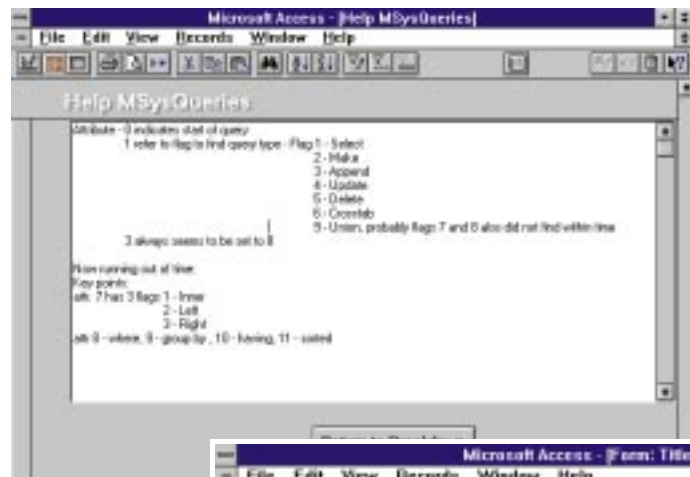 Microsoft Access - [Help MSysQueries]
File Edit View Records Window Help
Help MSysQueries
Attribute - 0 indicates start of query
1 refer to flag to find query type - Flag 1 - Select
2 - Make
3 - Append
4 - Update
5 - Delete
6 - Crosstab
9 - Union, probably flags 7 and 8 also did not find within time
3 always seems to be set to 8
Now running out of time.
Key points:
attr. 7 has 3 flags 1 - Inner
2 - Left
3 - Right
attr 8 - where, 9 - group by , 10 - having, 11 - sorted
Microsoft Access - [Form: Title
File Edit View Records Window Help